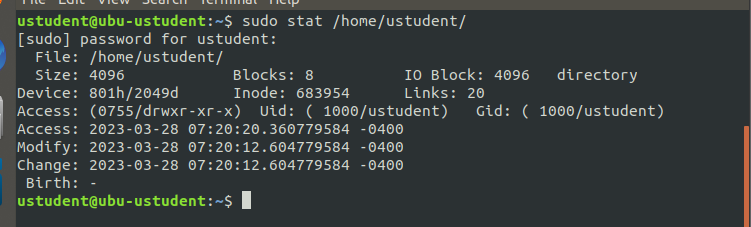 File Edit View Search Terminal Help
ustudent@ubu-ustudent:~$ sudo stat /home/ustudent/
[sudo] password for ustudent:
  File: /home/ustudent/
  Size: 4096            Blocks: 8          IO Block: 4096   directory
Device: 801h/2049d      Inode: 683954      Links: 20
Access: (0755/drwxr-xr-x)  Uid: ( 1000/ustudent)   Gid: ( 1000/ustudent)
Access: 2023-03-28 07:20:20.360779584 -0400
Modify: 2023-03-28 07:20:12.604779584 -0400
Change: 2023-03-28 07:20:12.604779584 -0400
 Birth: -
ustudent@ubu-ustudent:~$